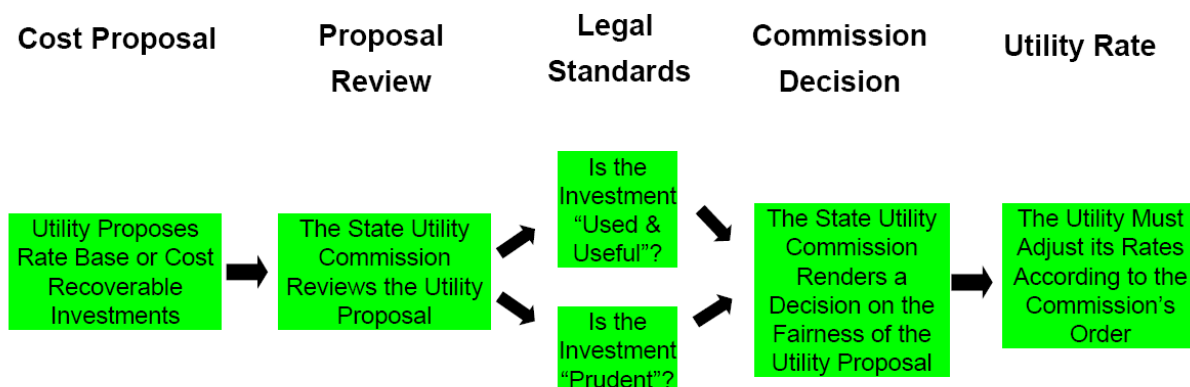 Cost Proposal
Proposal
Review
Legal
Standards
Commission
Decision
Utility Rate
Utility Proposes
Rate Base or Cost
Recoverable
Investments
The State Utility
Commission
Reviews the Utility
Proposal
Is the
Investment
“Used &
Useful”?
Is the
Investment
“Prudent”?
The State Utility
Commission
Renders a
Decision on the
Fairness of the
Utility Proposal
The Utility Must
Adjust its Rates
According to the
Commission’s
Order